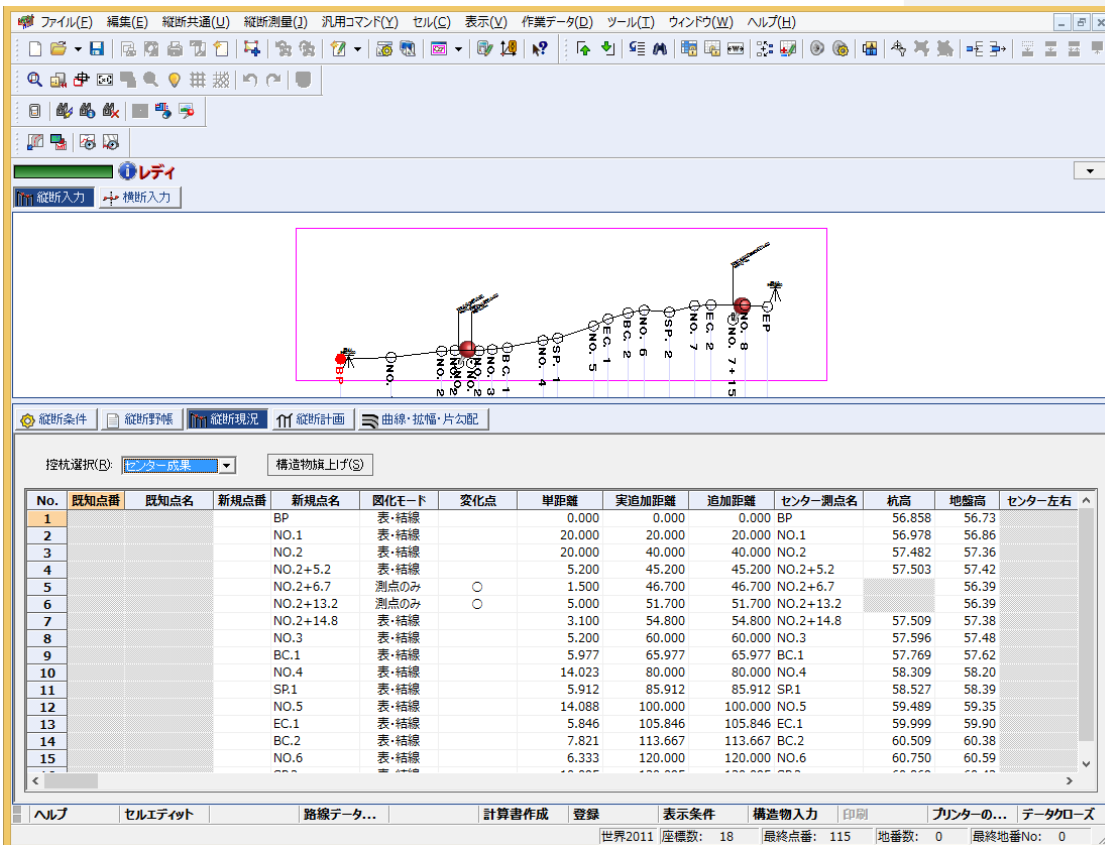 ファイル(F) 編集(E) 縦断共通(U) 縦断測量(J) 汎用コマンド(Y) セル(C) 表示(V) 作業データ(D) ツール(T) ウィンドウ(W) ヘルプ(H)
レディ
縦断入力 横断入力
BP
NO.
NO. 3
BC. 1
NO. 4
SP. 1
NO. 5
EC. 1
BC. 2
NO. 6
SP. 2
NO. 7
EC. 2
NO. 7+15
NO. 8
EP
縦断条件 縦断野帳 縦断現況 縦断計画 曲線・拡幅・片勾配
控杭選択(R): センター成果 構造物旗上げ(S)
No. 既知点番 既知点名 新規点番 新規点名 図化モード 変化点 単距離 実追加距離 追加距離 センター測点名 杭高 地盤高 センター左右
1 BP 表・結線 0.000 0.000 0.000 BP 56.858 56.73
2 NO.1 表・結線 20.000 20.000 20.000 NO.1 56.978 56.86
3 NO.2 表・結線 20.000 40.000 40.000 NO.2 57.482 57.36
4 NO.2+5.2 表・結線 5.200 45.200 45.200 NO.2+5.2 57.503 57.42
5 NO.2+6.7 測点のみ ○ 1.500 46.700 46.700 NO.2+6.7 56.39
6 NO.2+13.2 測点のみ ○ 5.000 51.700 51.700 NO.2+13.2 56.39
7 NO.2+14.8 表・結線 3.100 54.800 54.800 NO.2+14.8 57.509 57.38
8 NO.3 表・結線 5.200 60.000 60.000 NO.3 57.596 57.48
9 BC.1 表・結線 5.977 65.977 65.977 BC.1 57.769 57.62
10 NO.4 表・結線 14.023 80.000 80.000 NO.4 58.309 58.20
11 SP.1 表・結線 5.912 85.912 85.912 SP.1 58.527 58.39
12 NO.5 表・結線 14.088 100.000 100.000 NO.5 59.489 59.35
13 EC.1 表・結線 5.846 105.846 105.846 EC.1 59.999 59.90
14 BC.2 表・結線 7.821 113.667 113.667 BC.2 60.509 60.38
15 NO.6 表・結線 6.333 120.000 120.000 NO.6 60.750 60.59
ヘルプ セルエディット 路線データ... 計算書作成 登録 表示条件 構造物入力 印刷 プリンターの... データクローズ
世界2011 座標数: 18 最終点番: 115 地番数: 0 最終地番No: 0